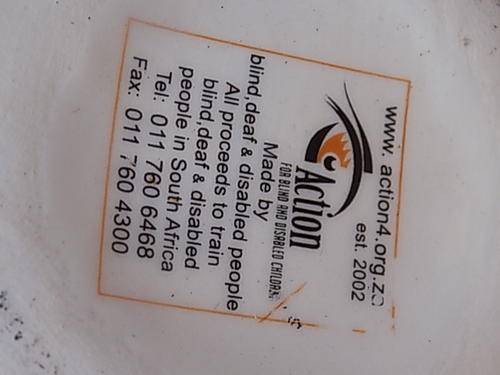 www. action4.org.za
est. 2002
Action
FOR BLIND AND DISABLED CHILDREN
Made by
blind,deaf & disabled people
All proceeds to train
blind,deaf & disabled
people in South Africa
Tel: 011 760 6468
Fax: 011 760 4300